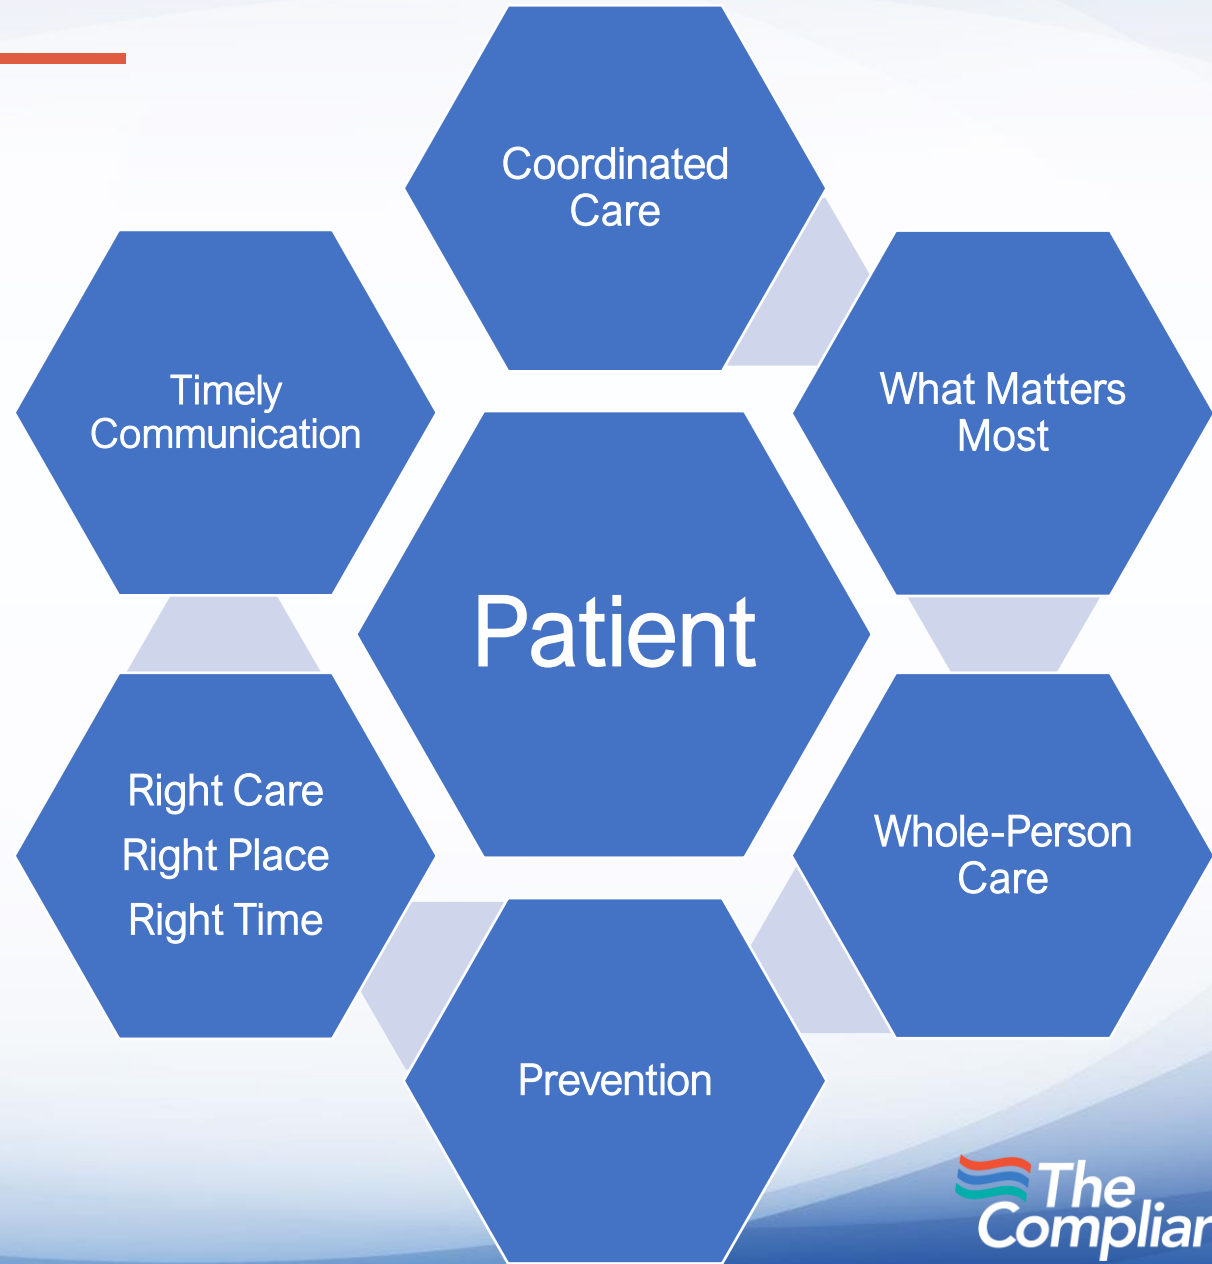 Coordinated
Care
Timely
Communication
What Matters
Most
Patient
Right Care
Right Place
Right Time
Whole-Person
Care
Prevention
The